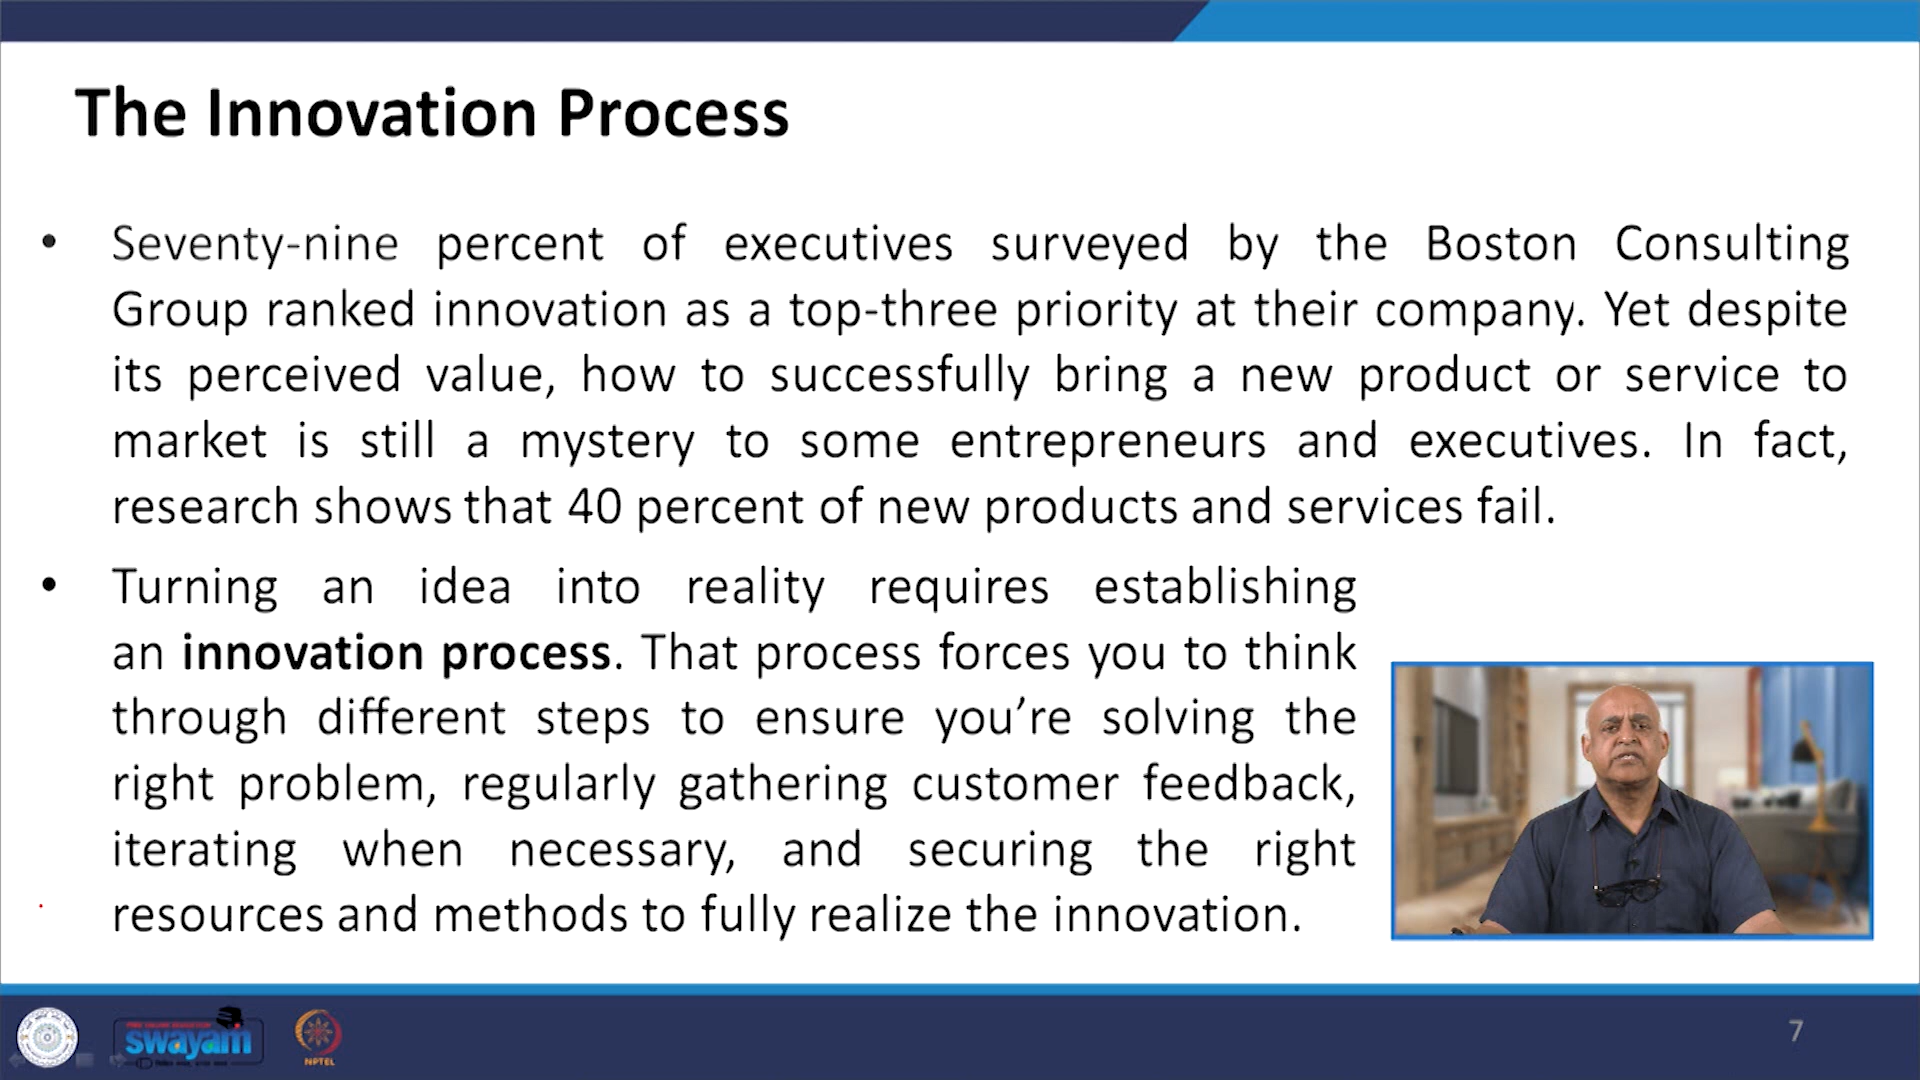 The Innovation Process
• Seventy-nine percent of executives surveyed by the Boston Consulting
Group ranked innovation as a top-three priority at their company. Yet despite
its perceived value, how to successfully bring a new product or service to
market is still a mystery to some entrepreneurs and executives. In fact,
research shows that 40 percent of new products and services fail.
• Turning an idea into reality requires establishing
an innovation process. That process forces you to think
through different steps to ensure you’re solving the
right problem, regularly gathering customer feedback,
iterating when necessary, and securing the right
resources and methods to fully realize the innovation.
swayam
NPTEL
7